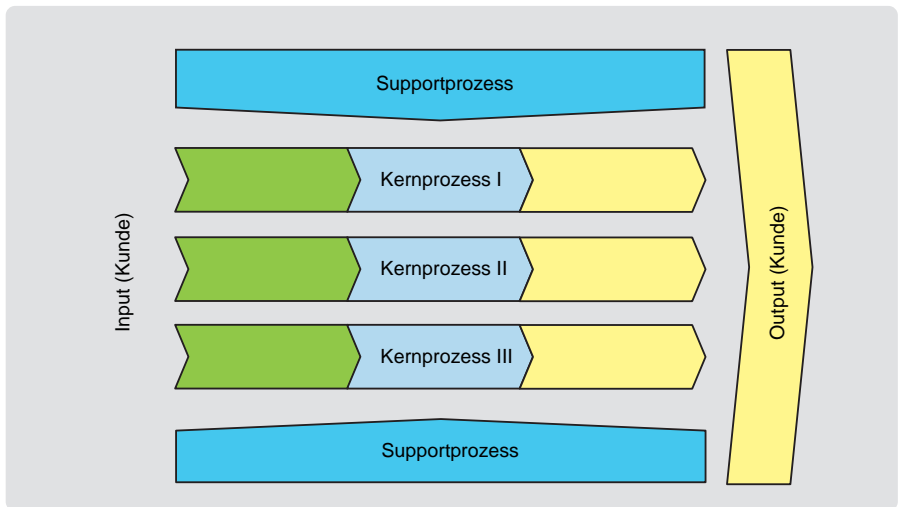 Supportprozess
Input (Kunde)
Kernprozess I
Kernprozess II
Kernprozess III
Supportprozess
Output (Kunde)